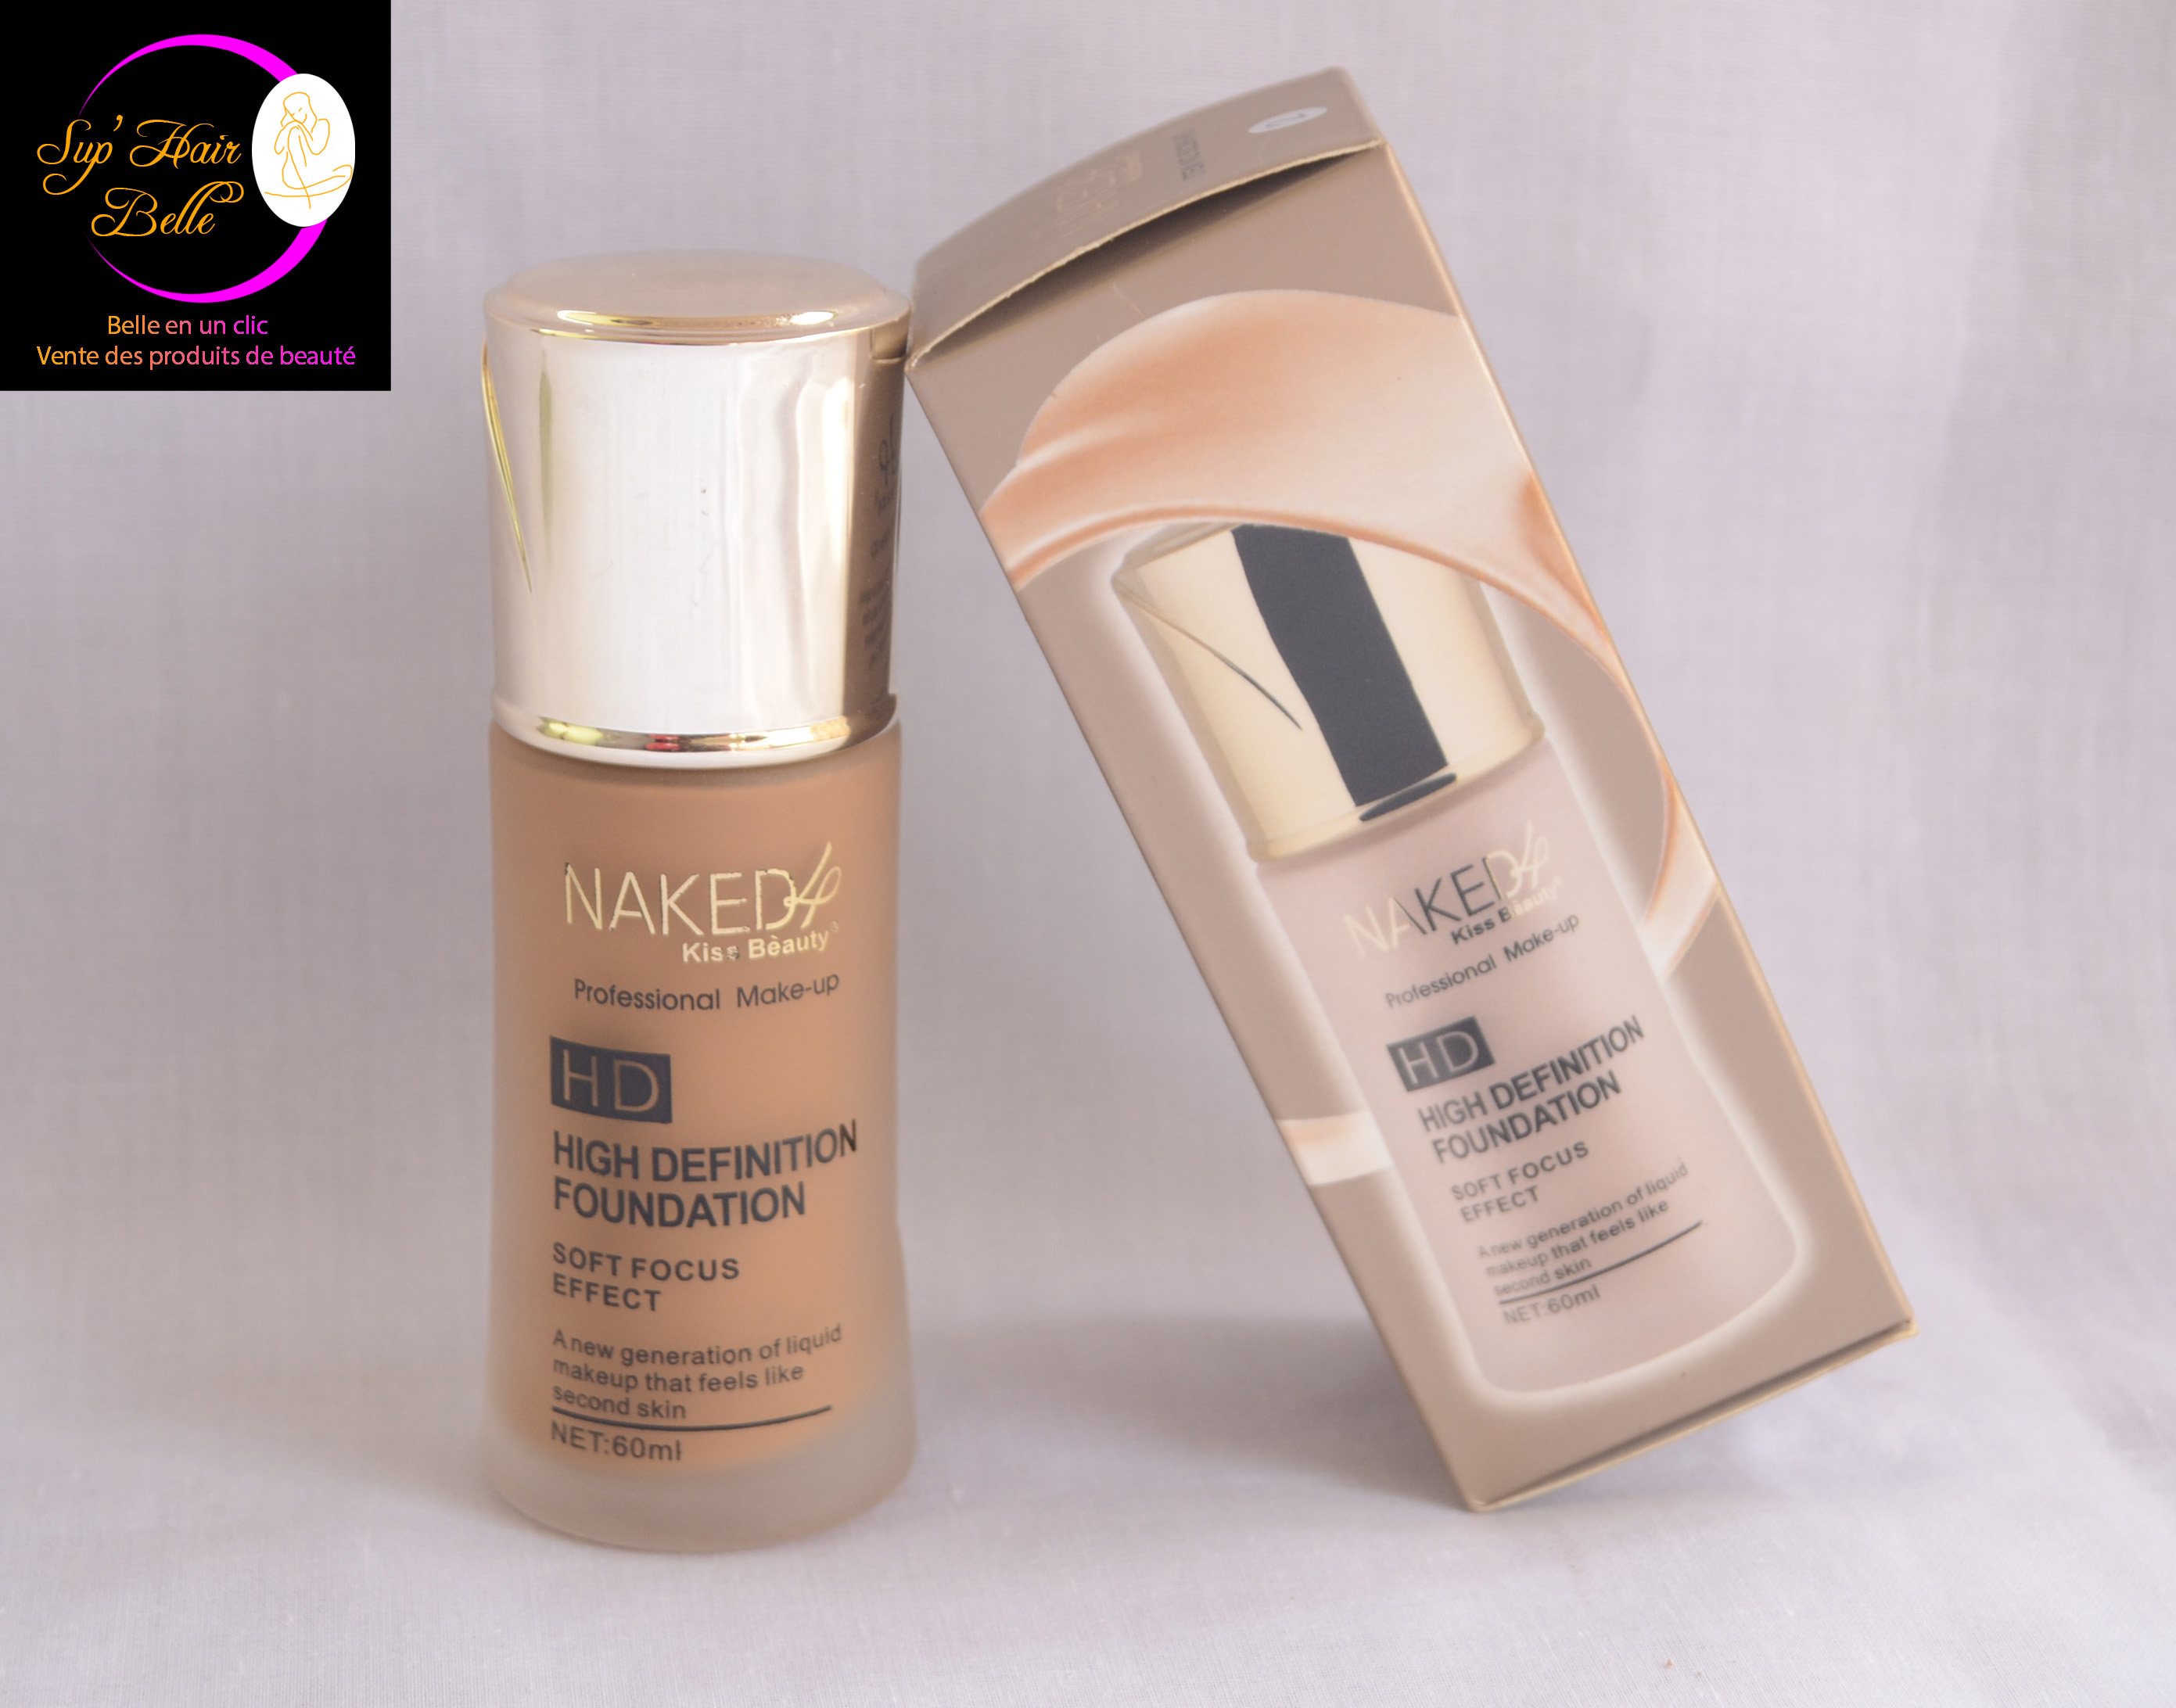 Sup' Hair
Belle
Belle en un clic
Vente des produits de beauté
NAKED4
Kiss Bèauty
Professional Make-up
HD
HIGH DEFINITION
FOUNDATION
SOFT FOCUS
EFFECT
A new generation of liquid
makeup that feels like
second skin
NET:60ml
NAKED4
Kiss Beauty
Professional Make-up
HD
HIGH DEFINITION
FOUNDATION
SOFT FOCUS
EFFECT
A new generation of liquid
makeup that feels like
second skin
NET:60ml